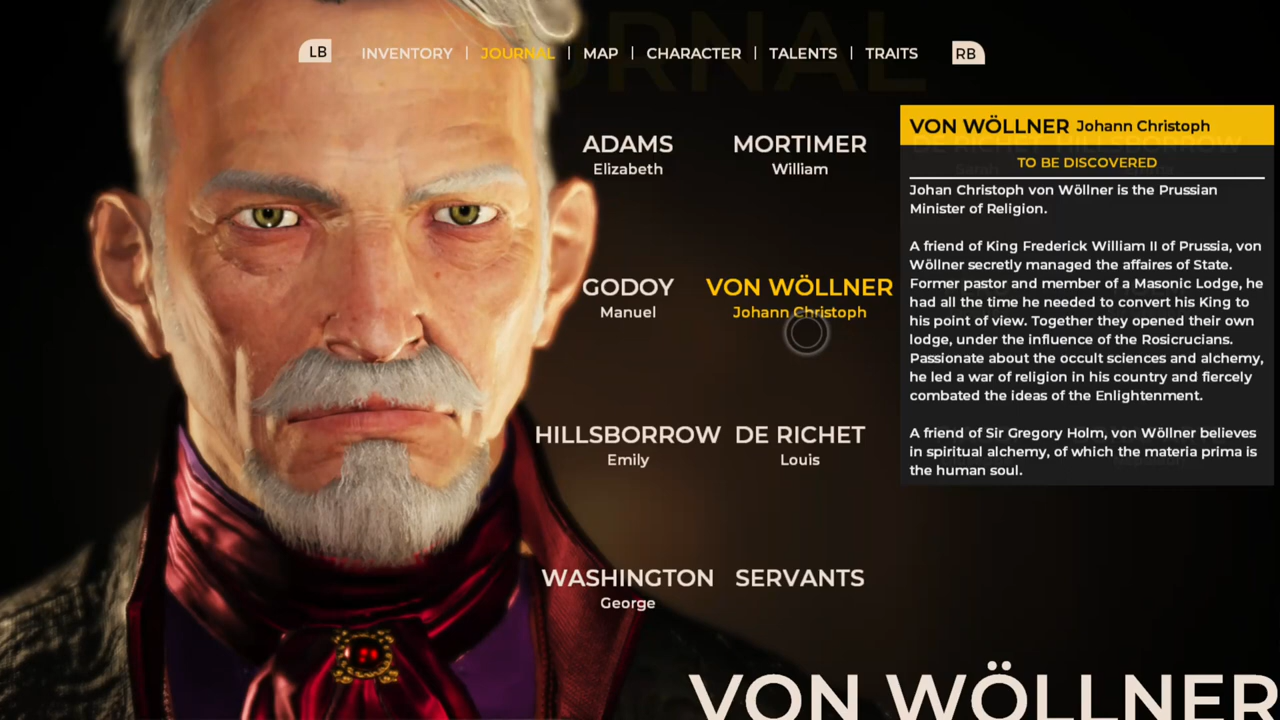 JOURNAL
LB INVENTORY | JOURNAL | MAP | CHARACTER | TALENTS | TRAITS RB
ADAMS
Elizabeth
MORTIMER
William
GODOY
Manuel
VON WÖLLNER
Johann Christoph
HILLSBORROW
Emily
DE RICHET
Louis
WASHINGTON
George
SERVANTS
VON WÖLLNER Johann Christoph
TO BE DISCOVERED
Johan Christoph von Wöllner is the Prussian
Minister of Religion.
A friend of King Frederick William II of Prussia, von
Wöllner secretly managed the affaires of State.
Former pastor and member of a Masonic Lodge, he
had all the time he needed to convert his King to
his point of view. Together they opened their own
lodge, under the influence of the Rosicrucians.
Passionate about the occult sciences and alchemy,
he led a war of religion in his country and fiercely
combated the ideas of the Enlightenment.
A friend of Sir Gregory Holm, von Wöllner believes
in spiritual alchemy, of which the materia prima is
the human soul.
VON WÖLLNER